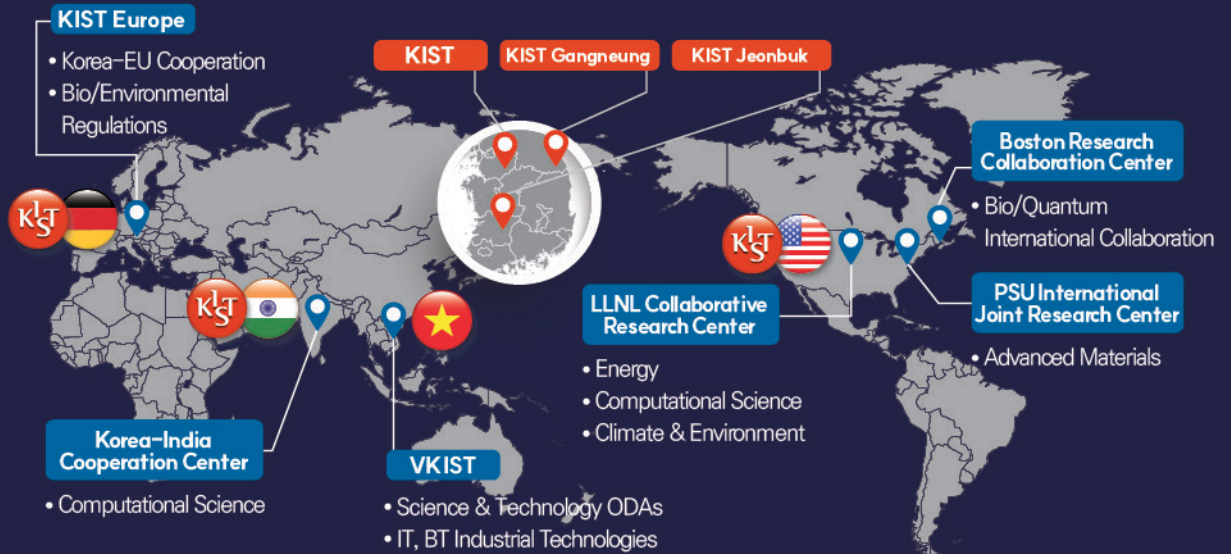 KIST Europe
• Korea-EU Cooperation
• Bio/Environmental
Regulations
KIST
KIST Gangneung
KIST Jeonbuk
Boston Research
Collaboration Center
• Bio/Quantum
International Collaboration
KIST
KIST
KIST
LLNL Collaborative
Research Center
• Energy
• Computational Science
• Climate & Environment
PSU International
Joint Research Center
• Advanced Materials
Korea-India
Cooperation Center
• Computational Science
VKIST
• Science & Technology ODAs
• IT, BT Industrial Technologies